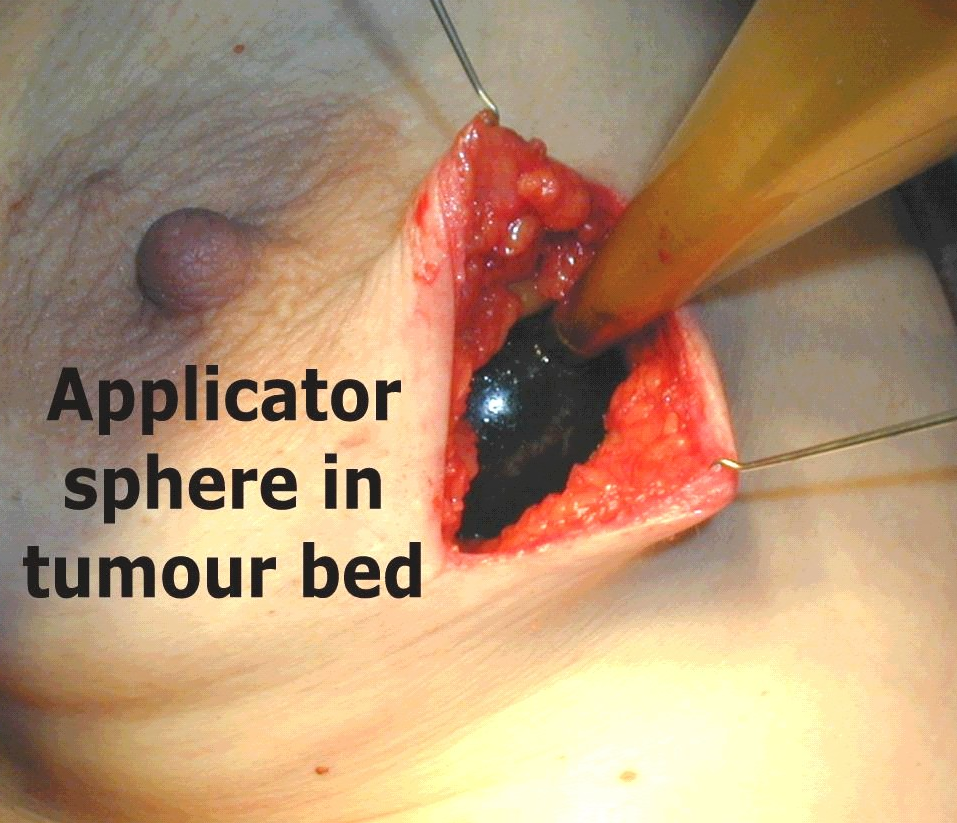 Applicator
sphere in
tumour bed